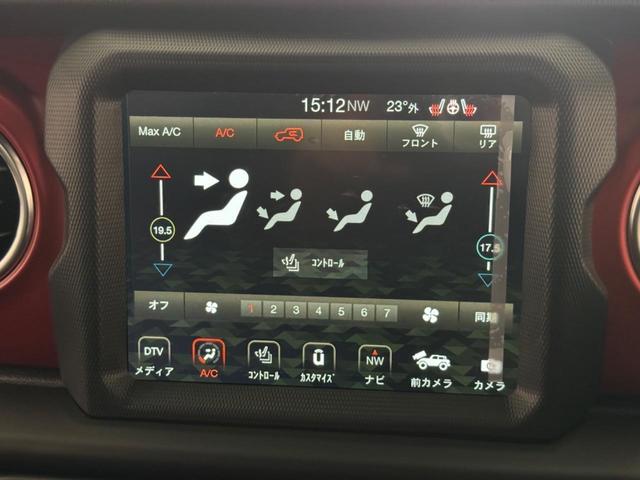 15:12 NW 23°外
Max A/C A/C 自動 フロント リア
19.5 17.5
コントロール
オフ 1 2 3 4 5 6 7 同期
DTV NW
メディア A/C コントロール カスタマイズ ナビ 前カメラ カメラ